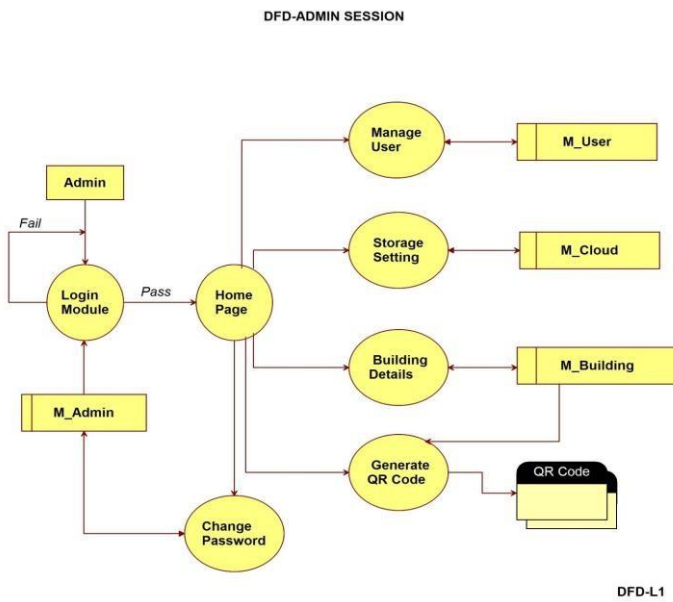 DFD-ADMIN SESSION
Manage
User
M_User
Admin
Fail
Storage
Setting
M_Cloud
Login
Module
Pass
Home
Page
Building
Details
M_Building
M_Admin
Generate
QR Code
QR Code
Change
Password
DFD-L1